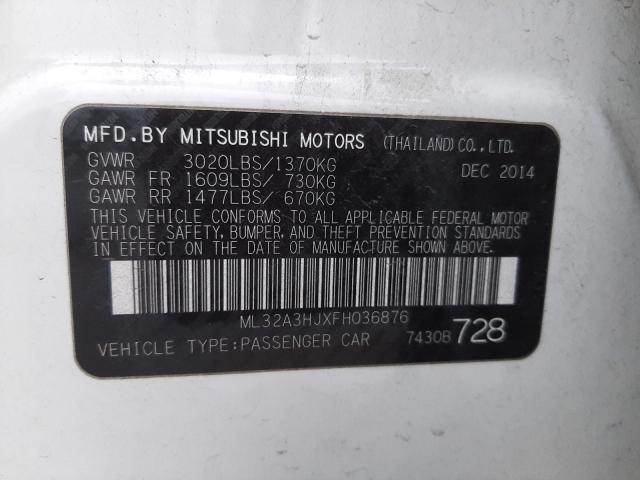 MFD.BY MITSUBISHI MOTORS (THAILAND)CO.,LTD.
GVWR 3020LBS/1370KG DEC 2014
GAWR FR 1609LBS/ 730KG
GAWR RR 1477LBS/ 670KG
THIS VEHICLE CONFORMS TO ALL APPLICABLE FEDERAL MOTOR
VEHICLE SAFETY, BUMPER, AND THEFT PREVENTION STANDARDS
IN EFFECT ON THE DATE OF MANUFACTURE SHOWN ABOVE.
ML32A3HJXFH036876
VEHICLE TYPE:PASSENGER CAR 7430B 728